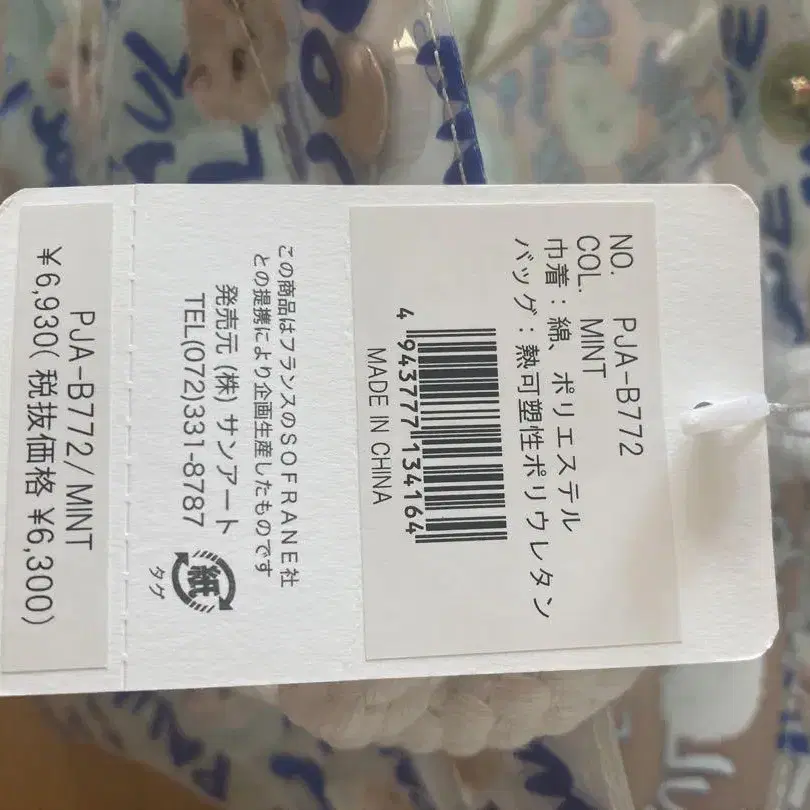 NO. PJA-B772
COL. MINT
巾着：綿、ポリエステル
バッグ：熱可塑性ポリウレタン
4 943777 134164
MADE IN CHINA
この商品はフランスのSOFRANE社
との提携により企画生産したものです
発売元 (株) サンアート
TEL(072)331-8787
紙
タグ
PJA-B772/MINT
¥6,930(税抜価格 ¥6,300)